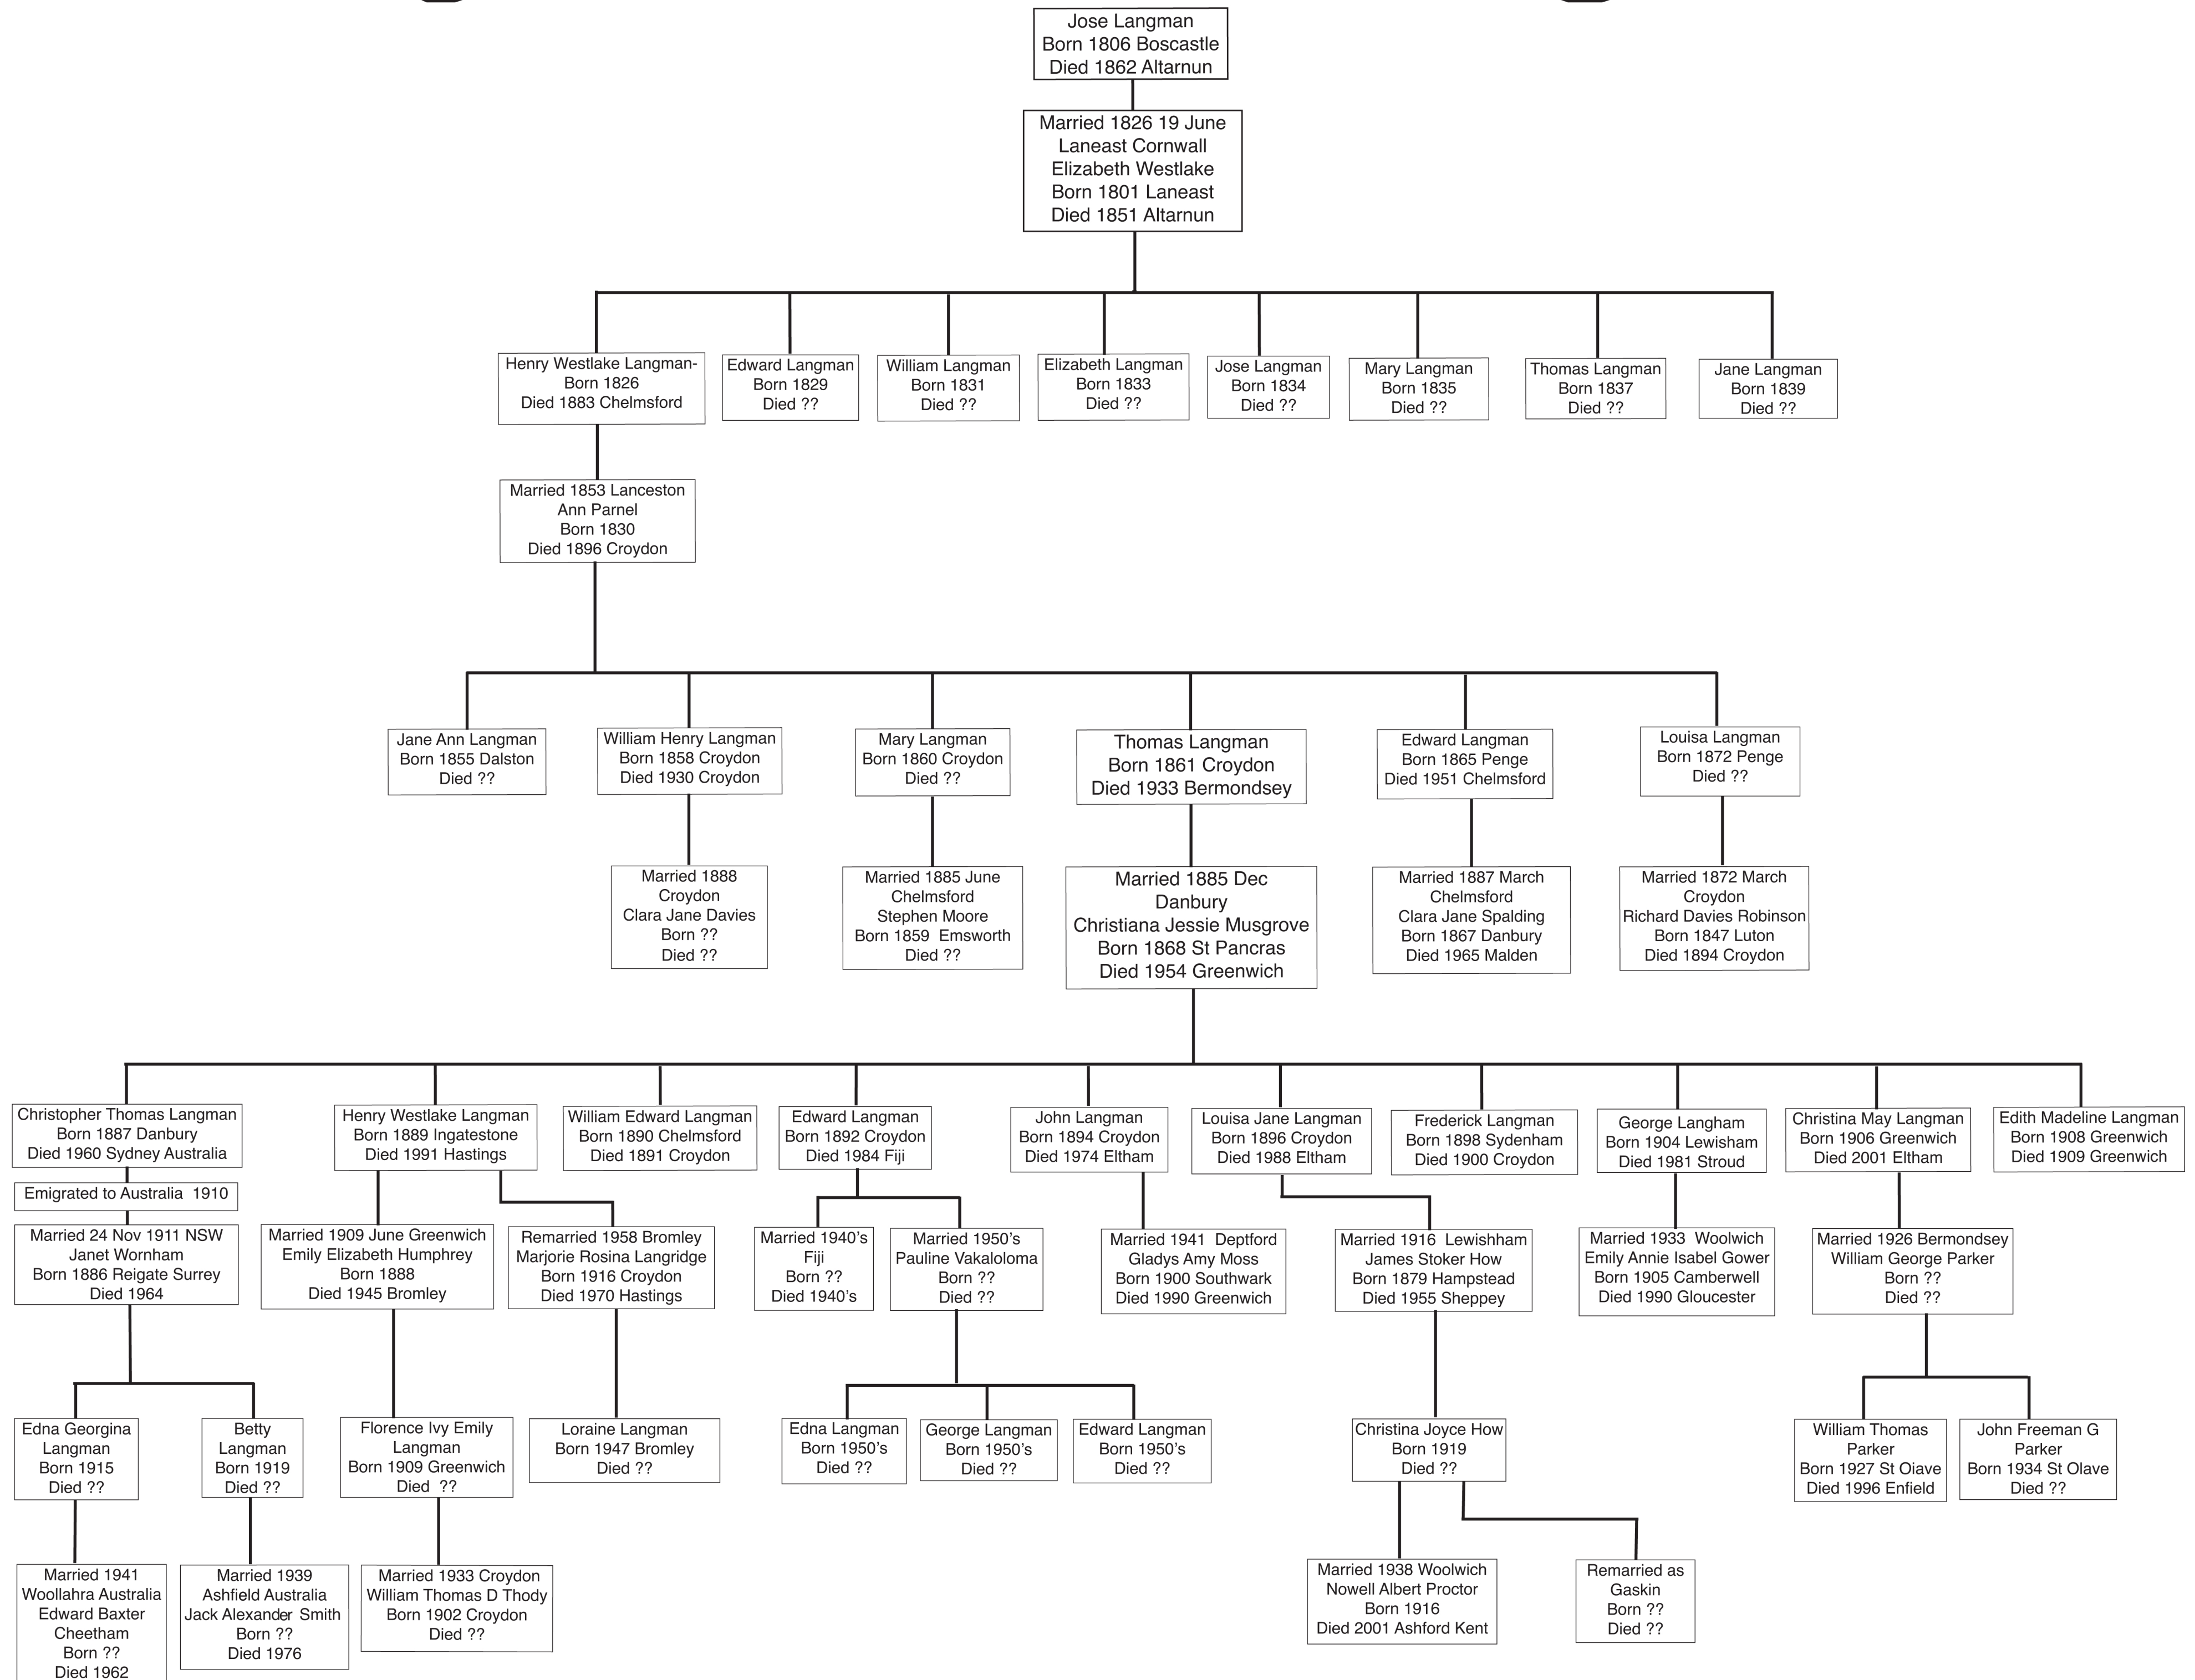 Jose Langman
Born 1806 Boscastle
Died 1862 Altarnun
Married 1826 19 June
Laneast Cornwall
Elizabeth Westlake
Born 1801 Laneast
Died 1851 Altarnun
Henry Westlake Langman-
Born 1826
Died 1883 Chelmsford
Edward Langman
Born 1829
Died ??
William Langman
Born 1831
Died ??
Elizabeth Langman
Born 1833
Died ??
Jose Langman
Born 1834
Died ??
Mary Langman
Born 1835
Died ??
Thomas Langman
Born 1837
Died ??
Jane Langman
Born 1839
Died ??
Married 1853 Lanceston
Ann Parnel
Born 1830
Died 1896 Croydon
Jane Ann Langman
Born 1855 Dalston
Died ??
William Henry Langman
Born 1858 Croydon
Died 1930 Croydon
Mary Langman
Born 1860 Croydon
Died ??
Thomas Langman
Born 1861 Croydon
Died 1933 Bermondsey
Edward Langman
Born 1865 Penge
Died 1951 Chelmsford
Louisa Langman
Born 1872 Penge
Died ??
Married 1888
Croydon
Clara Jane Davies
Born ??
Died ??
Married 1885 June
Chelmsford
Stephen Moore
Born 1859  Emsworth
Died ??
Married 1885 Dec
Danbury
Christiana Jessie Musgrove
Born 1868 St Pancras
Died 1954 Greenwich
Married 1887 March
Chelmsford
Clara Jane Spalding
Born 1867 Danbury
Died 1965 Malden
Married 1872 March
Croydon
Richard Davies Robinson
Born 1847 Luton
Died 1894 Croydon
Christopher Thomas Langman
Born 1887 Danbury
Died 1960 Sydney Australia
Henry Westlake Langman
Born 1889 Ingatestone
Died 1991 Hastings
William Edward Langman
Born 1890 Chelmsford
Died 1891 Croydon
Edward Langman
Born 1892 Croydon
Died 1984 Fiji
John Langman
Born 1894 Croydon
Died 1974 Eltham
Louisa Jane Langman
Born 1896 Croydon
Died 1988 Eltham
Frederick Langman
Born 1898 Sydenham
Died 1900 Croydon
George Langham
Born 1904 Lewisham
Died 1981 Stroud
Christina May Langman
Born 1906 Greenwich
Died 2001 Eltham
Edith Madeline Langman
Born 1908 Greenwich
Died 1909 Greenwich
Emigrated to Australia  1910
Married 24 Nov 1911 NSW
Janet Wornham
Born 1886 Reigate Surrey
Died 1964
Married 1909 June Greenwich
Emily Elizabeth Humphrey
Born 1888
Died 1945 Bromley
Remarried 1958 Bromley
Marjorie Rosina Langridge
Born 1916 Croydon
Died 1970 Hastings
Married 1940's
Fiji
Born ??
Died 1940's
Married 1950's
Pauline Vakaloloma
Born ??
Died ??
Married 1941  Deptford
Gladys Amy Moss
Born 1900 Southwark
Died 1990 Greenwich
Married 1916  Lewishham
James Stoker How
Born 1879 Hampstead
Died 1955 Sheppey
Married 1933  Woolwich
Emily Annie Isabel Gower
Born 1905 Camberwell
Died 1990 Gloucester
Married 1926 Bermondsey
William George Parker
Born ??
Died ??
Edna Georgina
Langman
Born 1915
Died ??
Betty
Langman
Born 1919
Died ??
Florence Ivy Emily
Langman
Born 1909 Greenwich
Died  ??
Loraine Langman
Born 1947 Bromley
Died ??
Edna Langman
Born 1950's
Died ??
George Langman
Born 1950's
Died ??
Edward Langman
Born 1950's
Died ??
Christina Joyce How
Born 1919
Died ??
William Thomas
Parker
Born 1927 St Oiave
Died 1996 Enfield
John Freeman G
Parker
Born 1934 St Olave
Died ??
Married 1941
Woollahra Australia
Edward Baxter
Cheetham
Born ??
Died 1962
Married 1939
Ashfield Australia
Jack Alexander Smith
Born ??
Died 1976
Married 1933 Croydon
William Thomas D Thody
Born 1902 Croydon
Died ??
Married 1938 Woolwich
Nowell Albert Proctor
Born 1916
Died 2001 Ashford Kent
Remarried as
Gaskin
Born ??
Died ??